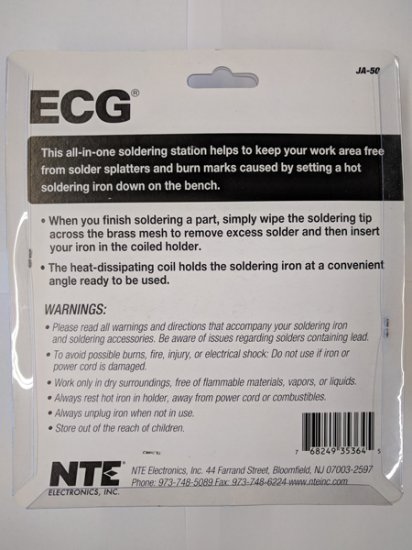 JA-50
ECG®
This all-in-one soldering station helps to keep your work area free
from solder splatters and burn marks caused by setting a hot
soldering iron down on the bench.
• When you finish soldering a part, simply wipe the soldering tip
across the brass mesh to remove excess solder and then insert
your iron in the coiled holder.
• The heat-dissipating coil holds the soldering iron at a convenient
angle ready to be used.
WARNINGS:
• Please read all warnings and directions that accompany your soldering iron
and soldering accessories. Be aware of issues regarding solders containing lead.
• To avoid possible burns, fire, injury, or electrical shock: Do not use if iron or
power cord is damaged.
• Work only in dry surroundings, free of flammable materials, vapors, or liquids.
• Always rest hot iron in holder, away from power cord or combustibles.
• Always unplug iron when not in use.
• Store out of the reach of children.
7 68249 35364 5
NTE
ELECTRONICS, INC.
NTE Electronics, Inc. 44 Farrand Street, Bloomfield, NJ 07003-2597
Phone: 973-748-5089 Fax: 973-748-6224 www.nteinc.com